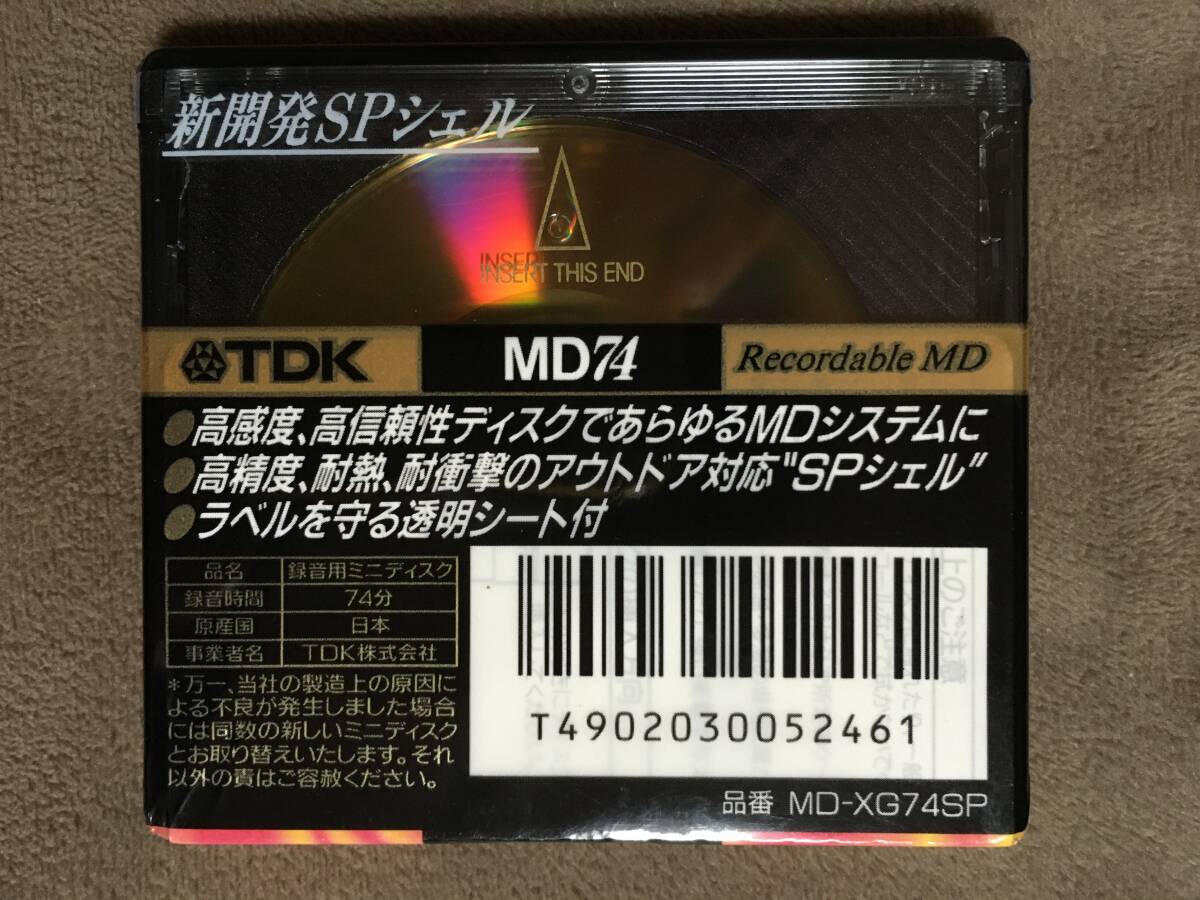 新開発SPシェル
INSERT
INSERT THIS END
TDK MD74 Recordable MD
高感度、高信頼性ディスクであらゆるMDシステムに
高精度、耐熱、耐衝撃のアウトドア対応"SPシェル"
ラベルを守る透明シート付
品名 録音用ミニディスク
録音時間 74分
原産国 日本
事業者名 TDK株式会社
*万一、当社の製造上の原因に
よる不良が発生しました場合
には同数の新しいミニディスク
とお取り替えいたします。それ
以外の責はご容赦ください。
T4902030052461
品番 MD-XG74SP
上のご注意